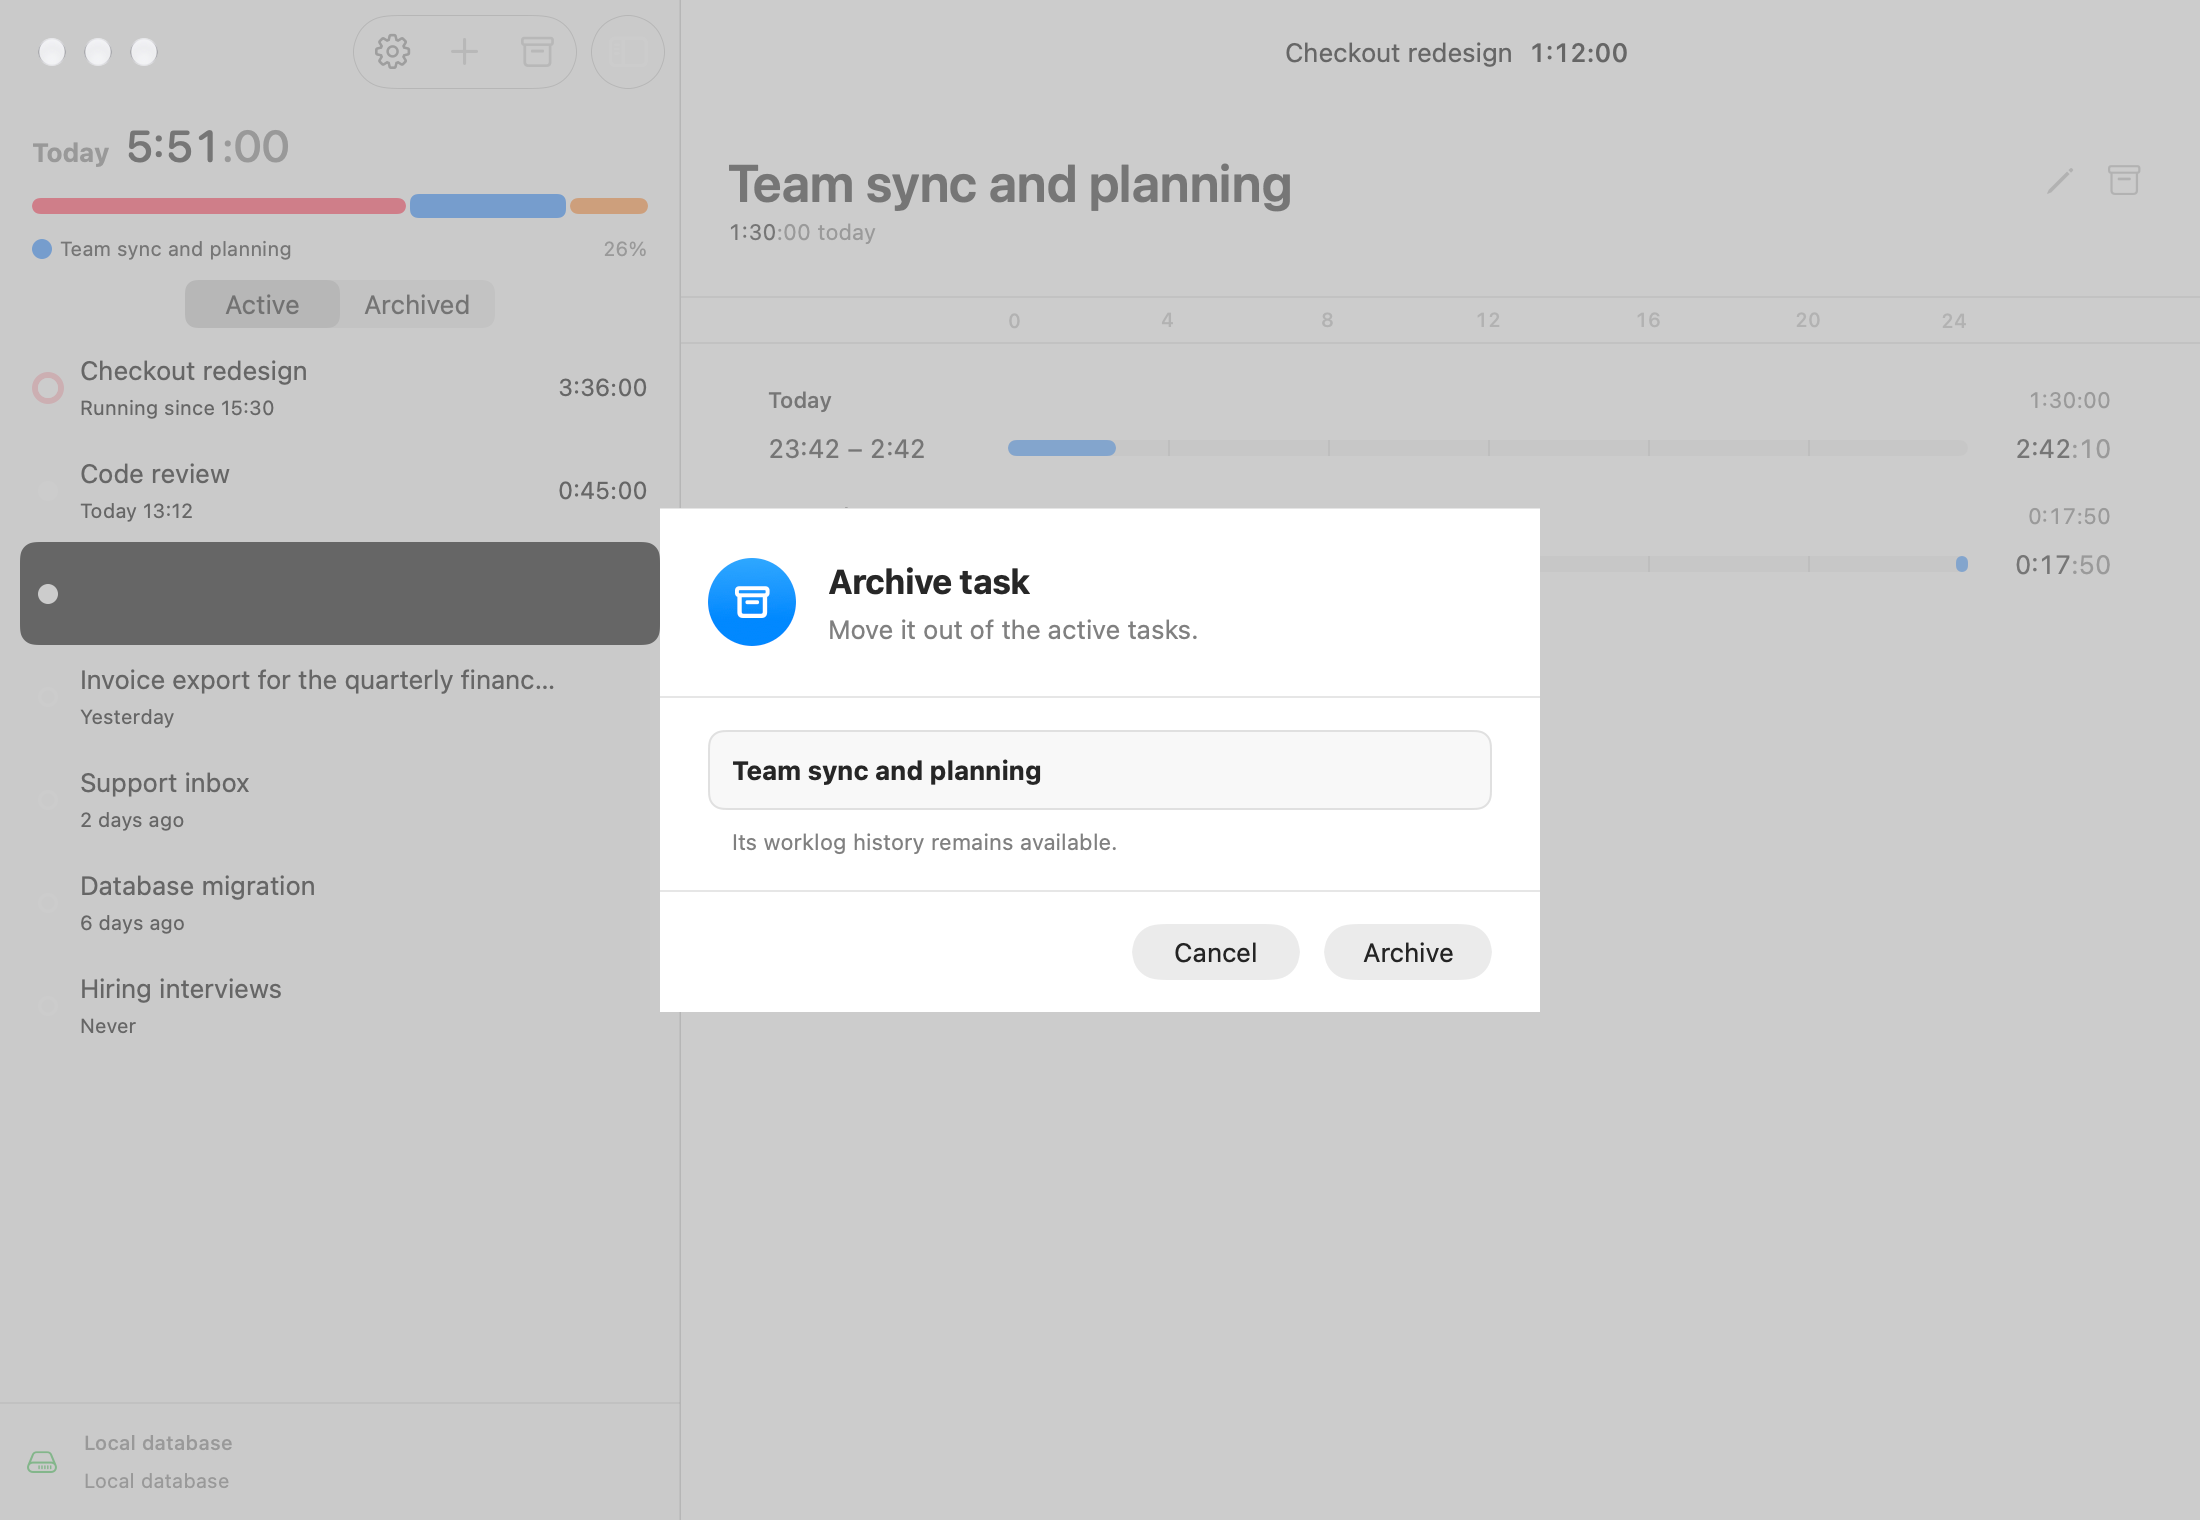 Checkout redesign 1:12:00
Today 5:51:00
Team sync and planning 26%
Active Archived
Checkout redesign
Running since 15:30
3:36:00
Code review
Today 13:12
0:45:00
Invoice export for the quarterly financ...
Yesterday
Support inbox
2 days ago
Database migration
6 days ago
Hiring interviews
Never
Local database
Local database
Team sync and planning
1:30:00 today
0 4 8 12 16 20 24
Today 1:30:00
23:42 – 2:42 2:42:10
0:17:50
0:17:50
Archive task
Move it out of the active tasks.
Team sync and planning
Its worklog history remains available.
Cancel Archive